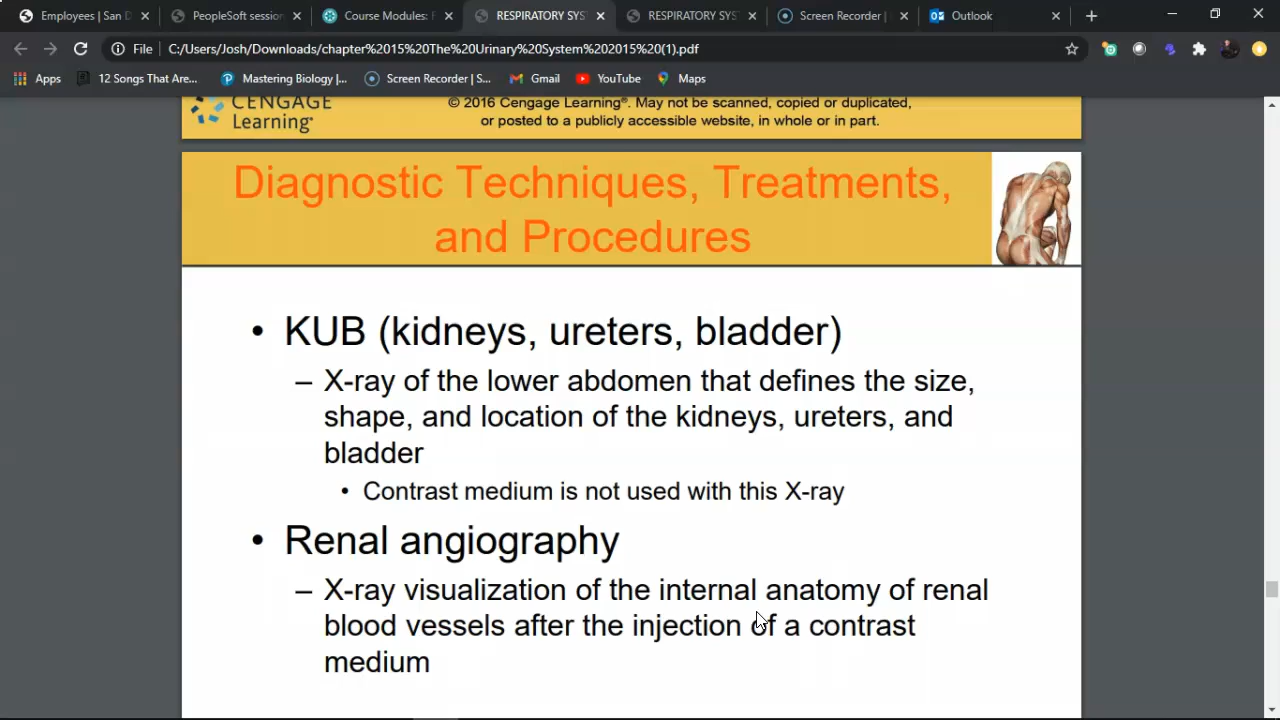 Employees | San D
PeopleSoft session
Course Modules: F
RESPIRATORY SYS
RESPIRATORY SYS
Screen Recorder |
Outlook
File
C:/Users/Josh/Downloads/chapter%2015%20The%20Urinary%20System%202015%20(1).pdf
Apps
12 Songs That Are...
Mastering Biology |...
Screen Recorder | S...
Gmail
YouTube
Maps
CENGAGE
Learning®
© 2016 Cengage Learning®. May not be scanned, copied or duplicated,
or posted to a publicly accessible website, in whole or in part.
Diagnostic Techniques, Treatments,
and Procedures
• KUB (kidneys, ureters, bladder)
– X-ray of the lower abdomen that defines the size,
shape, and location of the kidneys, ureters, and
bladder
• Contrast medium is not used with this X-ray
• Renal angiography
– X-ray visualization of the internal anatomy of renal
blood vessels after the injection of a contrast
medium